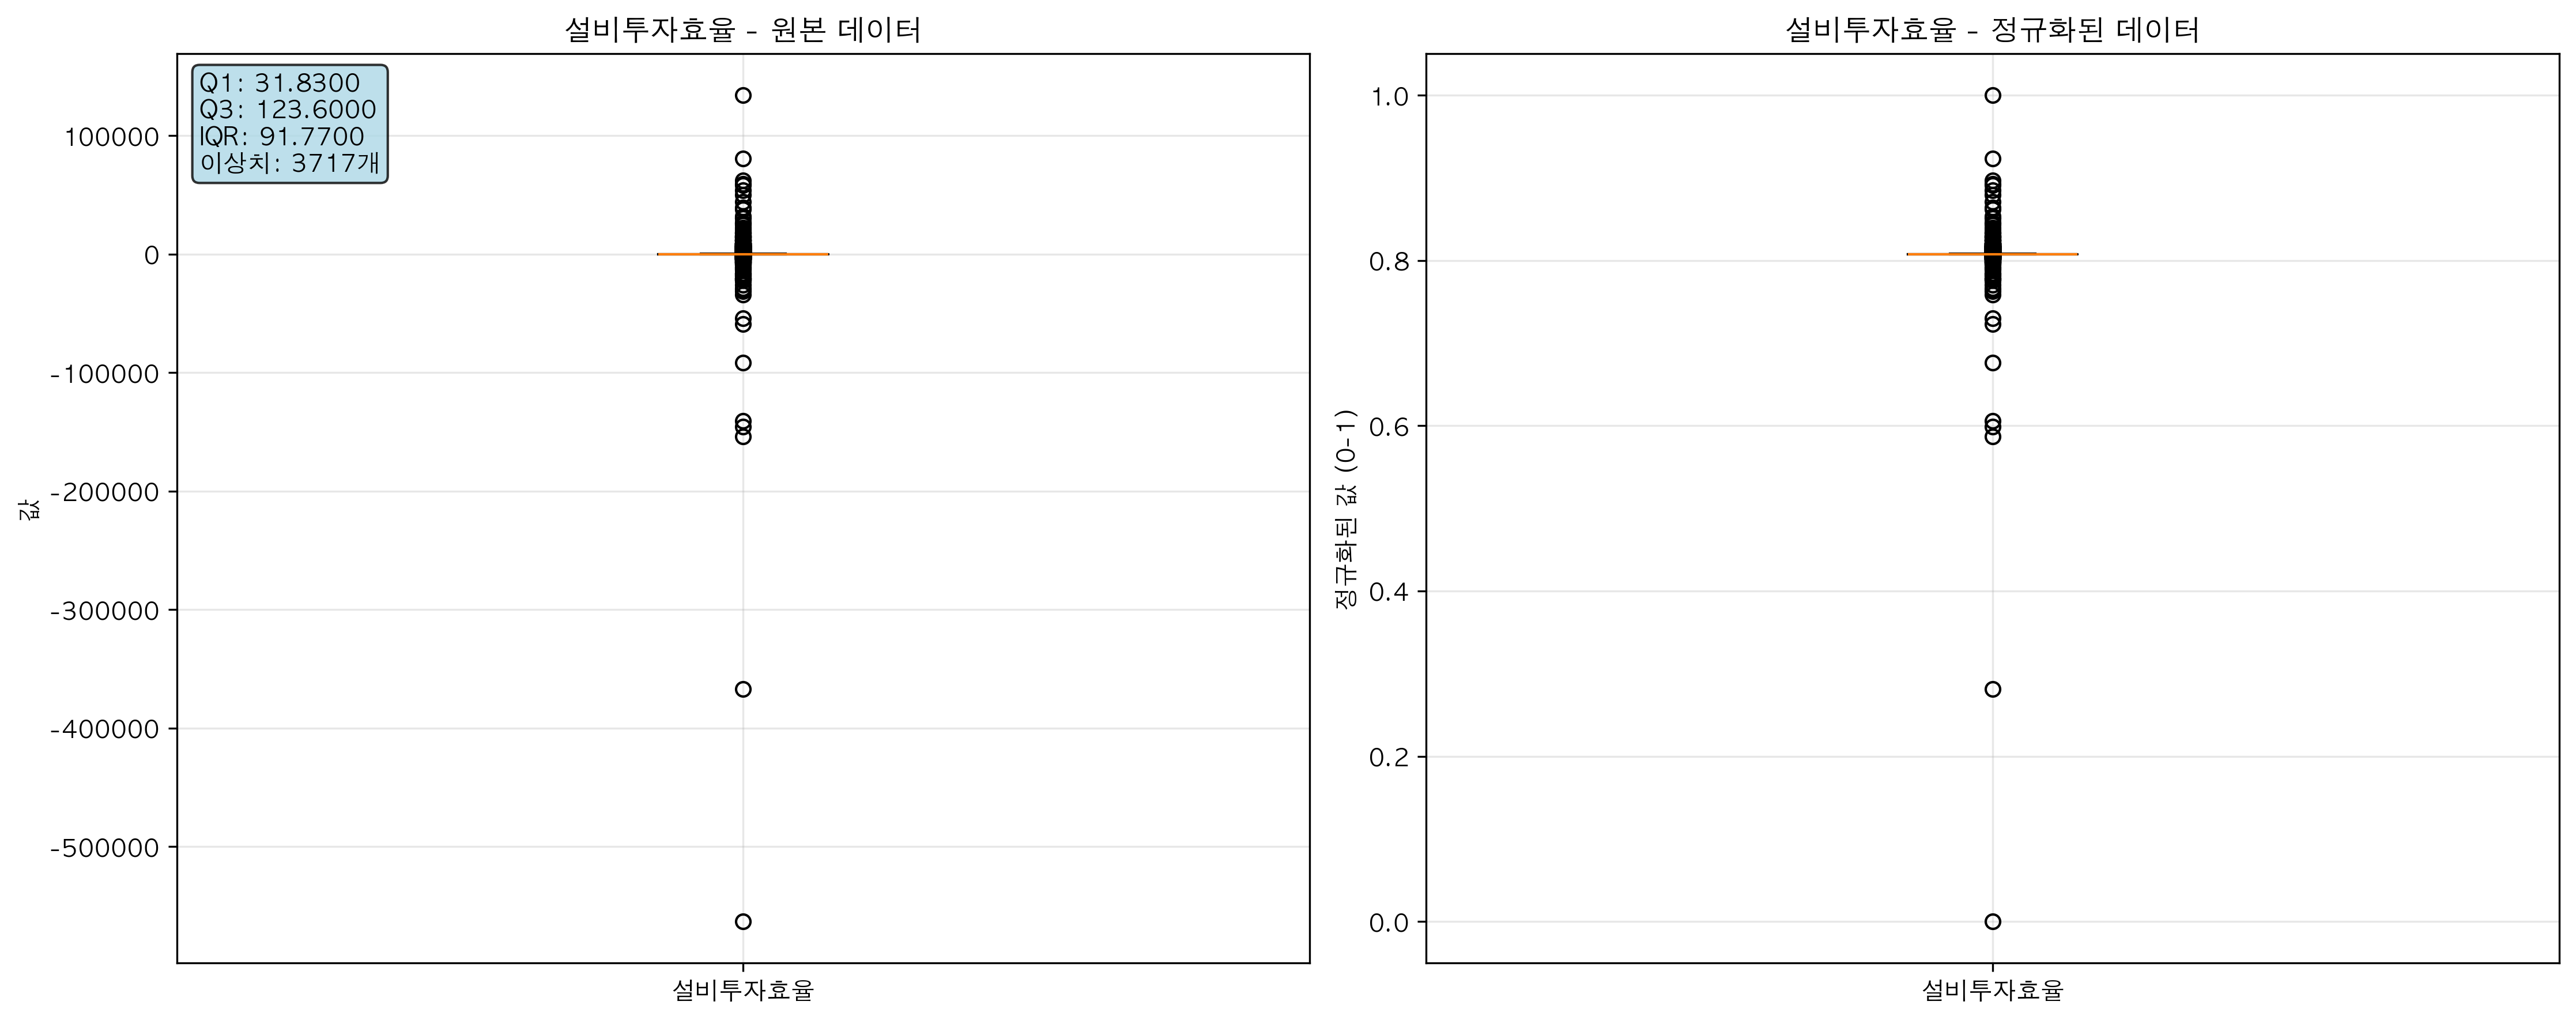 설비투자효율 - 원본 데이터
Q1: 31.8300
Q3: 123.6000
IQR: 91.7700
이상치: 3717개
100000
0
-100000
-200000
-300000
-400000
-500000
값
설비투자효율
설비투자효율 - 정규화된 데이터
1.0
0.8
0.6
0.4
0.2
0.0
정규화된 값 (0-1)
설비투자효율